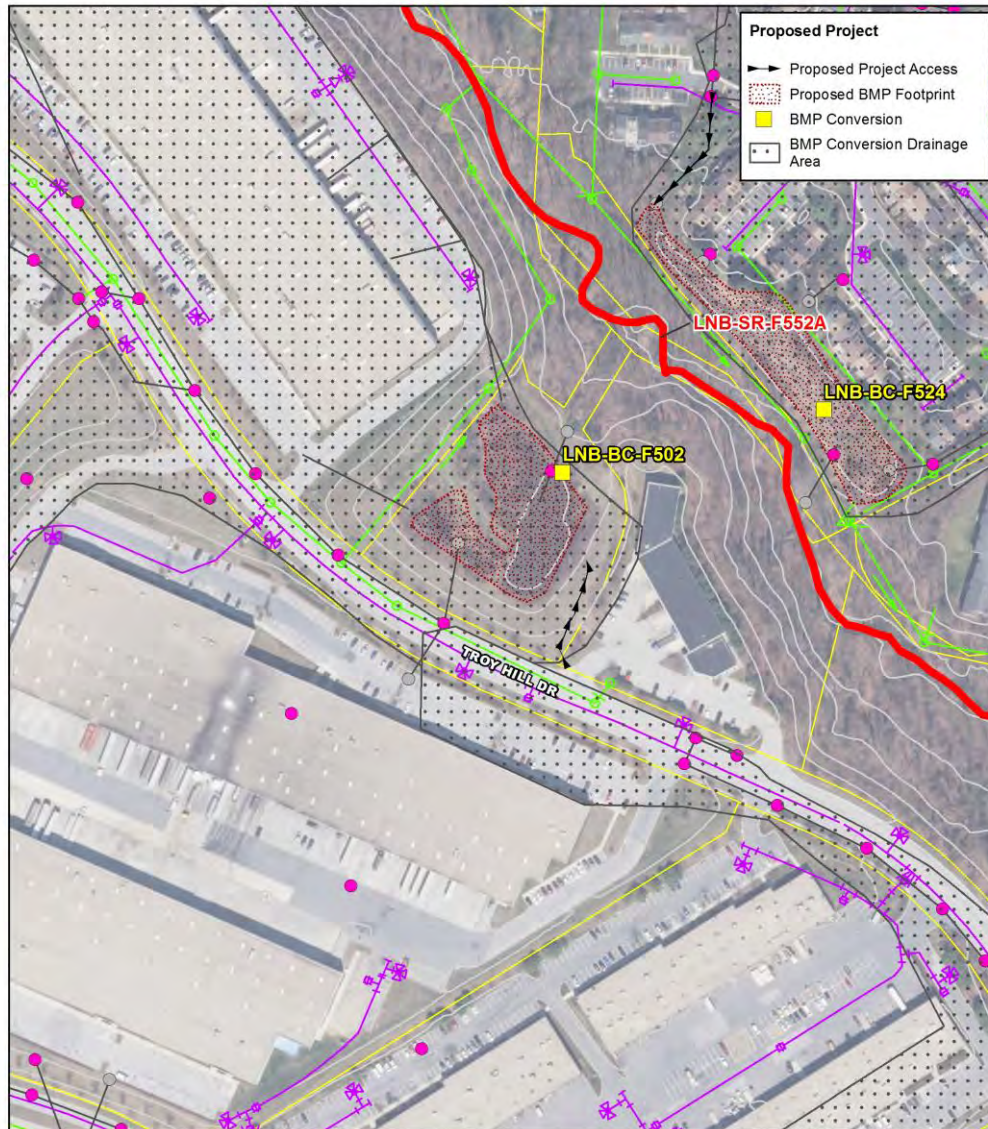 Proposed Project
Proposed Project Access
Proposed BMP Footprint
BMP Conversion
BMP Conversion Drainage
Area
LNB-SR-F552A
LNB-BC-F524
LNB-BC-F502
TROY HILL DR